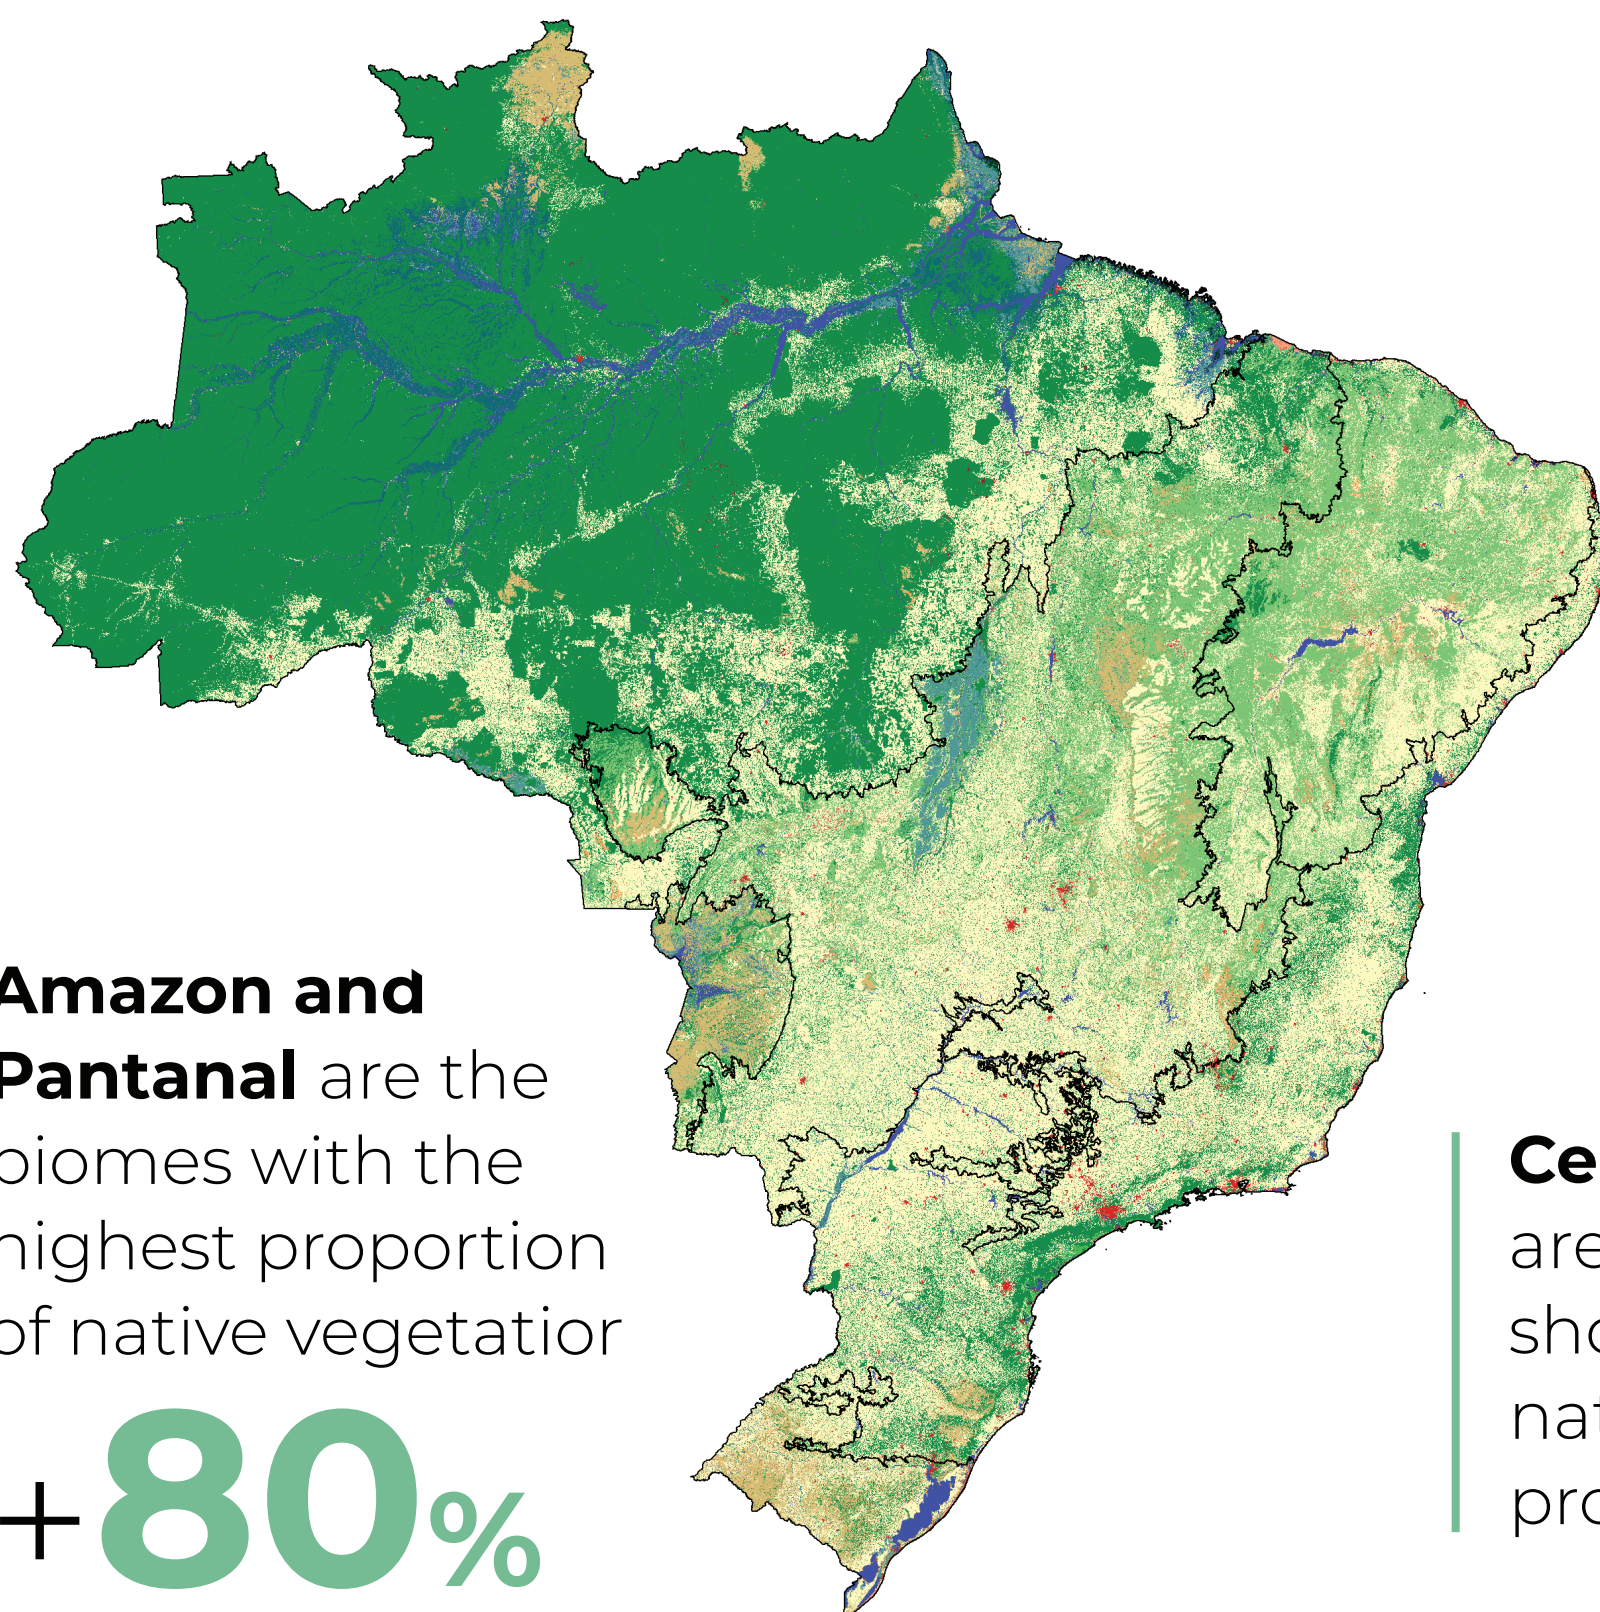 Amazon and
Pantanal are the
biomes with the
highest proportion
of native vegetation
+80%
Ce
are
sho
nat
pro